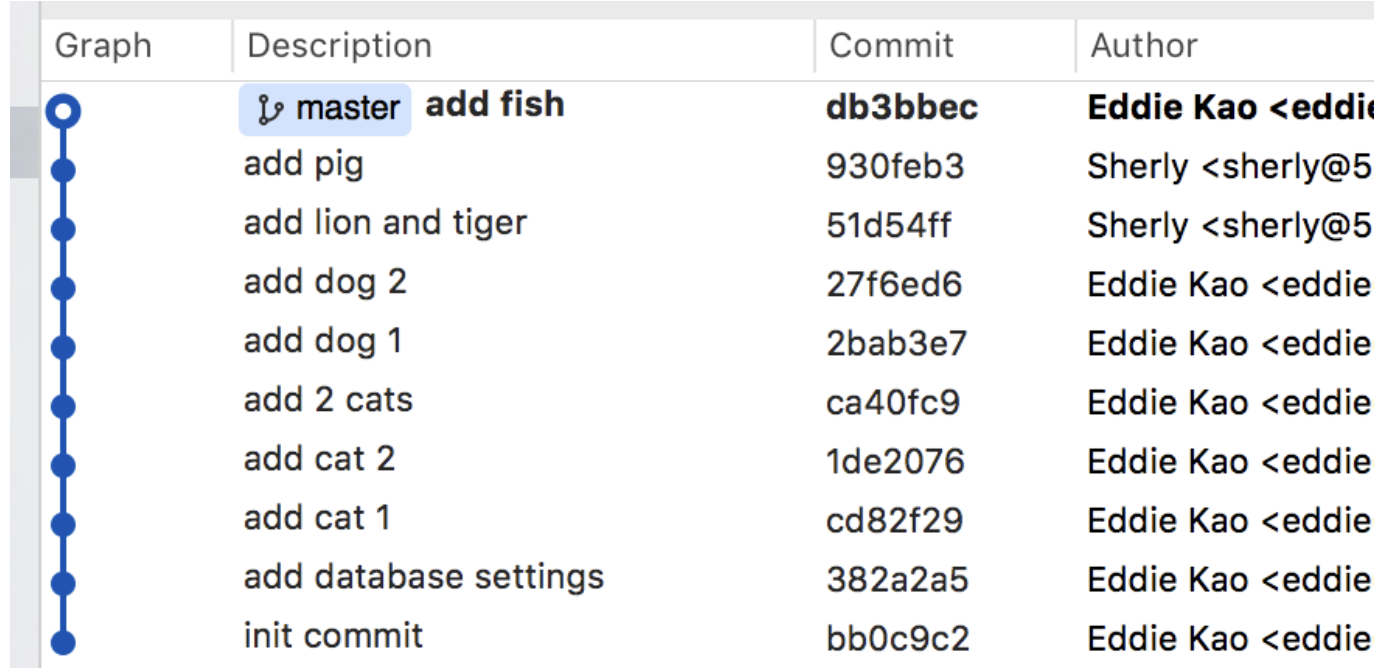 Graph Description Commit Author
master add fish db3bbec Eddie Kao <eddie
add pig 930feb3 Sherly <sherly@5
add lion and tiger 51d54ff Sherly <sherly@5
add dog 2 27f6ed6 Eddie Kao <eddie
add dog 1 2bab3e7 Eddie Kao <eddie
add 2 cats ca40fc9 Eddie Kao <eddie
add cat 2 1de2076 Eddie Kao <eddie
add cat 1 cd82f29 Eddie Kao <eddie
add database settings 382a2a5 Eddie Kao <eddie
init commit bb0c9c2 Eddie Kao <eddie